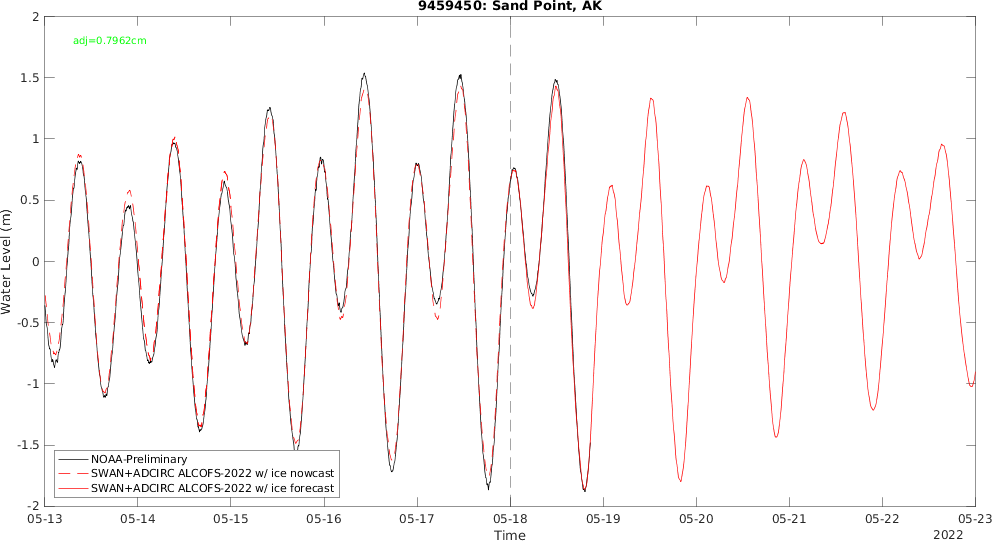 9459450: Sand Point, AK
adj=0.7962cm
2
1.5
1
0.5
0
-0.5
-1
-1.5
-2
Water Level (m)
NOAA-Preliminary
SWAN+ADCIRC ALCOFS-2022 w/ ice nowcast
SWAN+ADCIRC ALCOFS-2022 w/ ice forecast
05-13 05-14 05-15 05-16 05-17 05-18 05-19 05-20 05-21 05-22 05-23
Time
2022